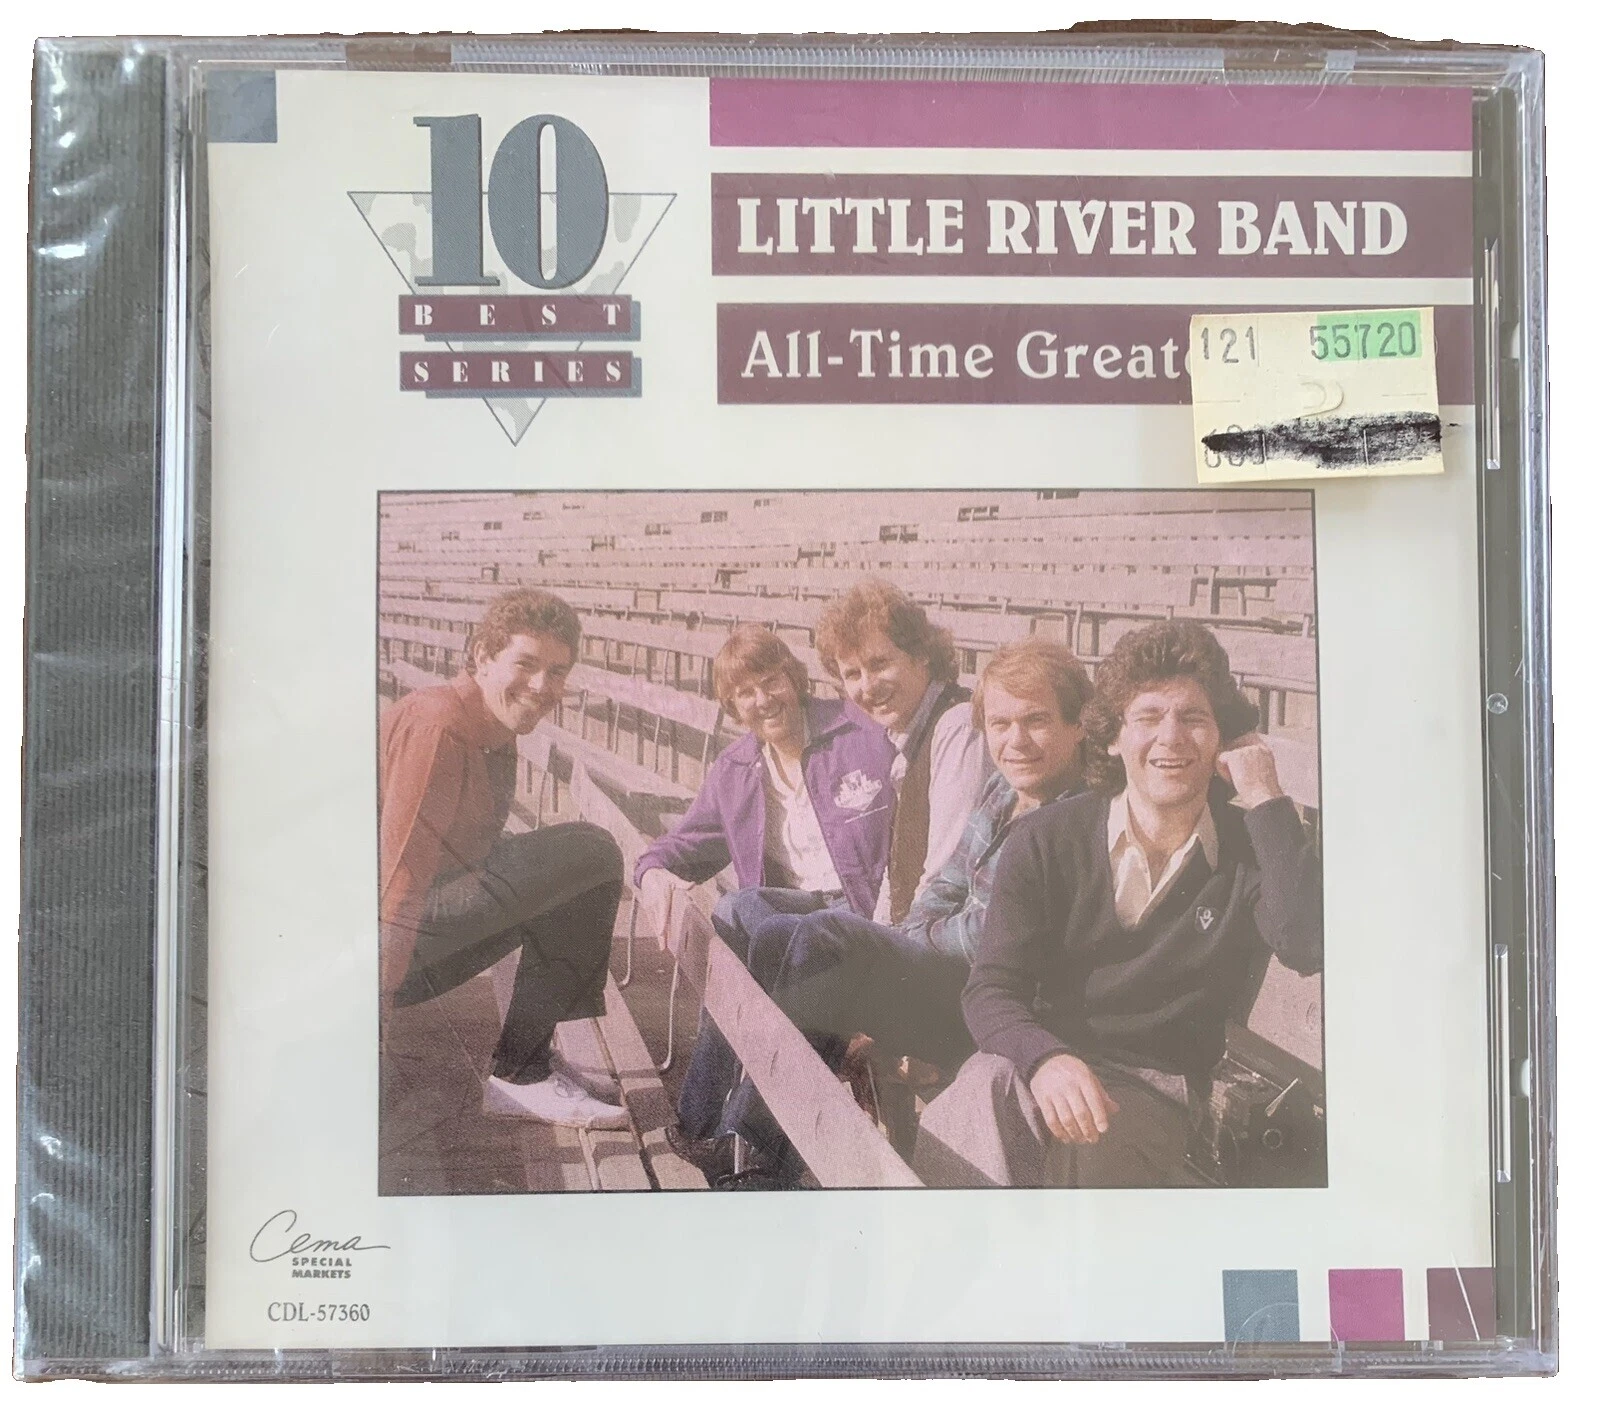 10
BEST
SERIES
LITTLE RIVER BAND
All-Time Greate
121 55720
Cema
SPECIAL
MARKETS
CDL-57360